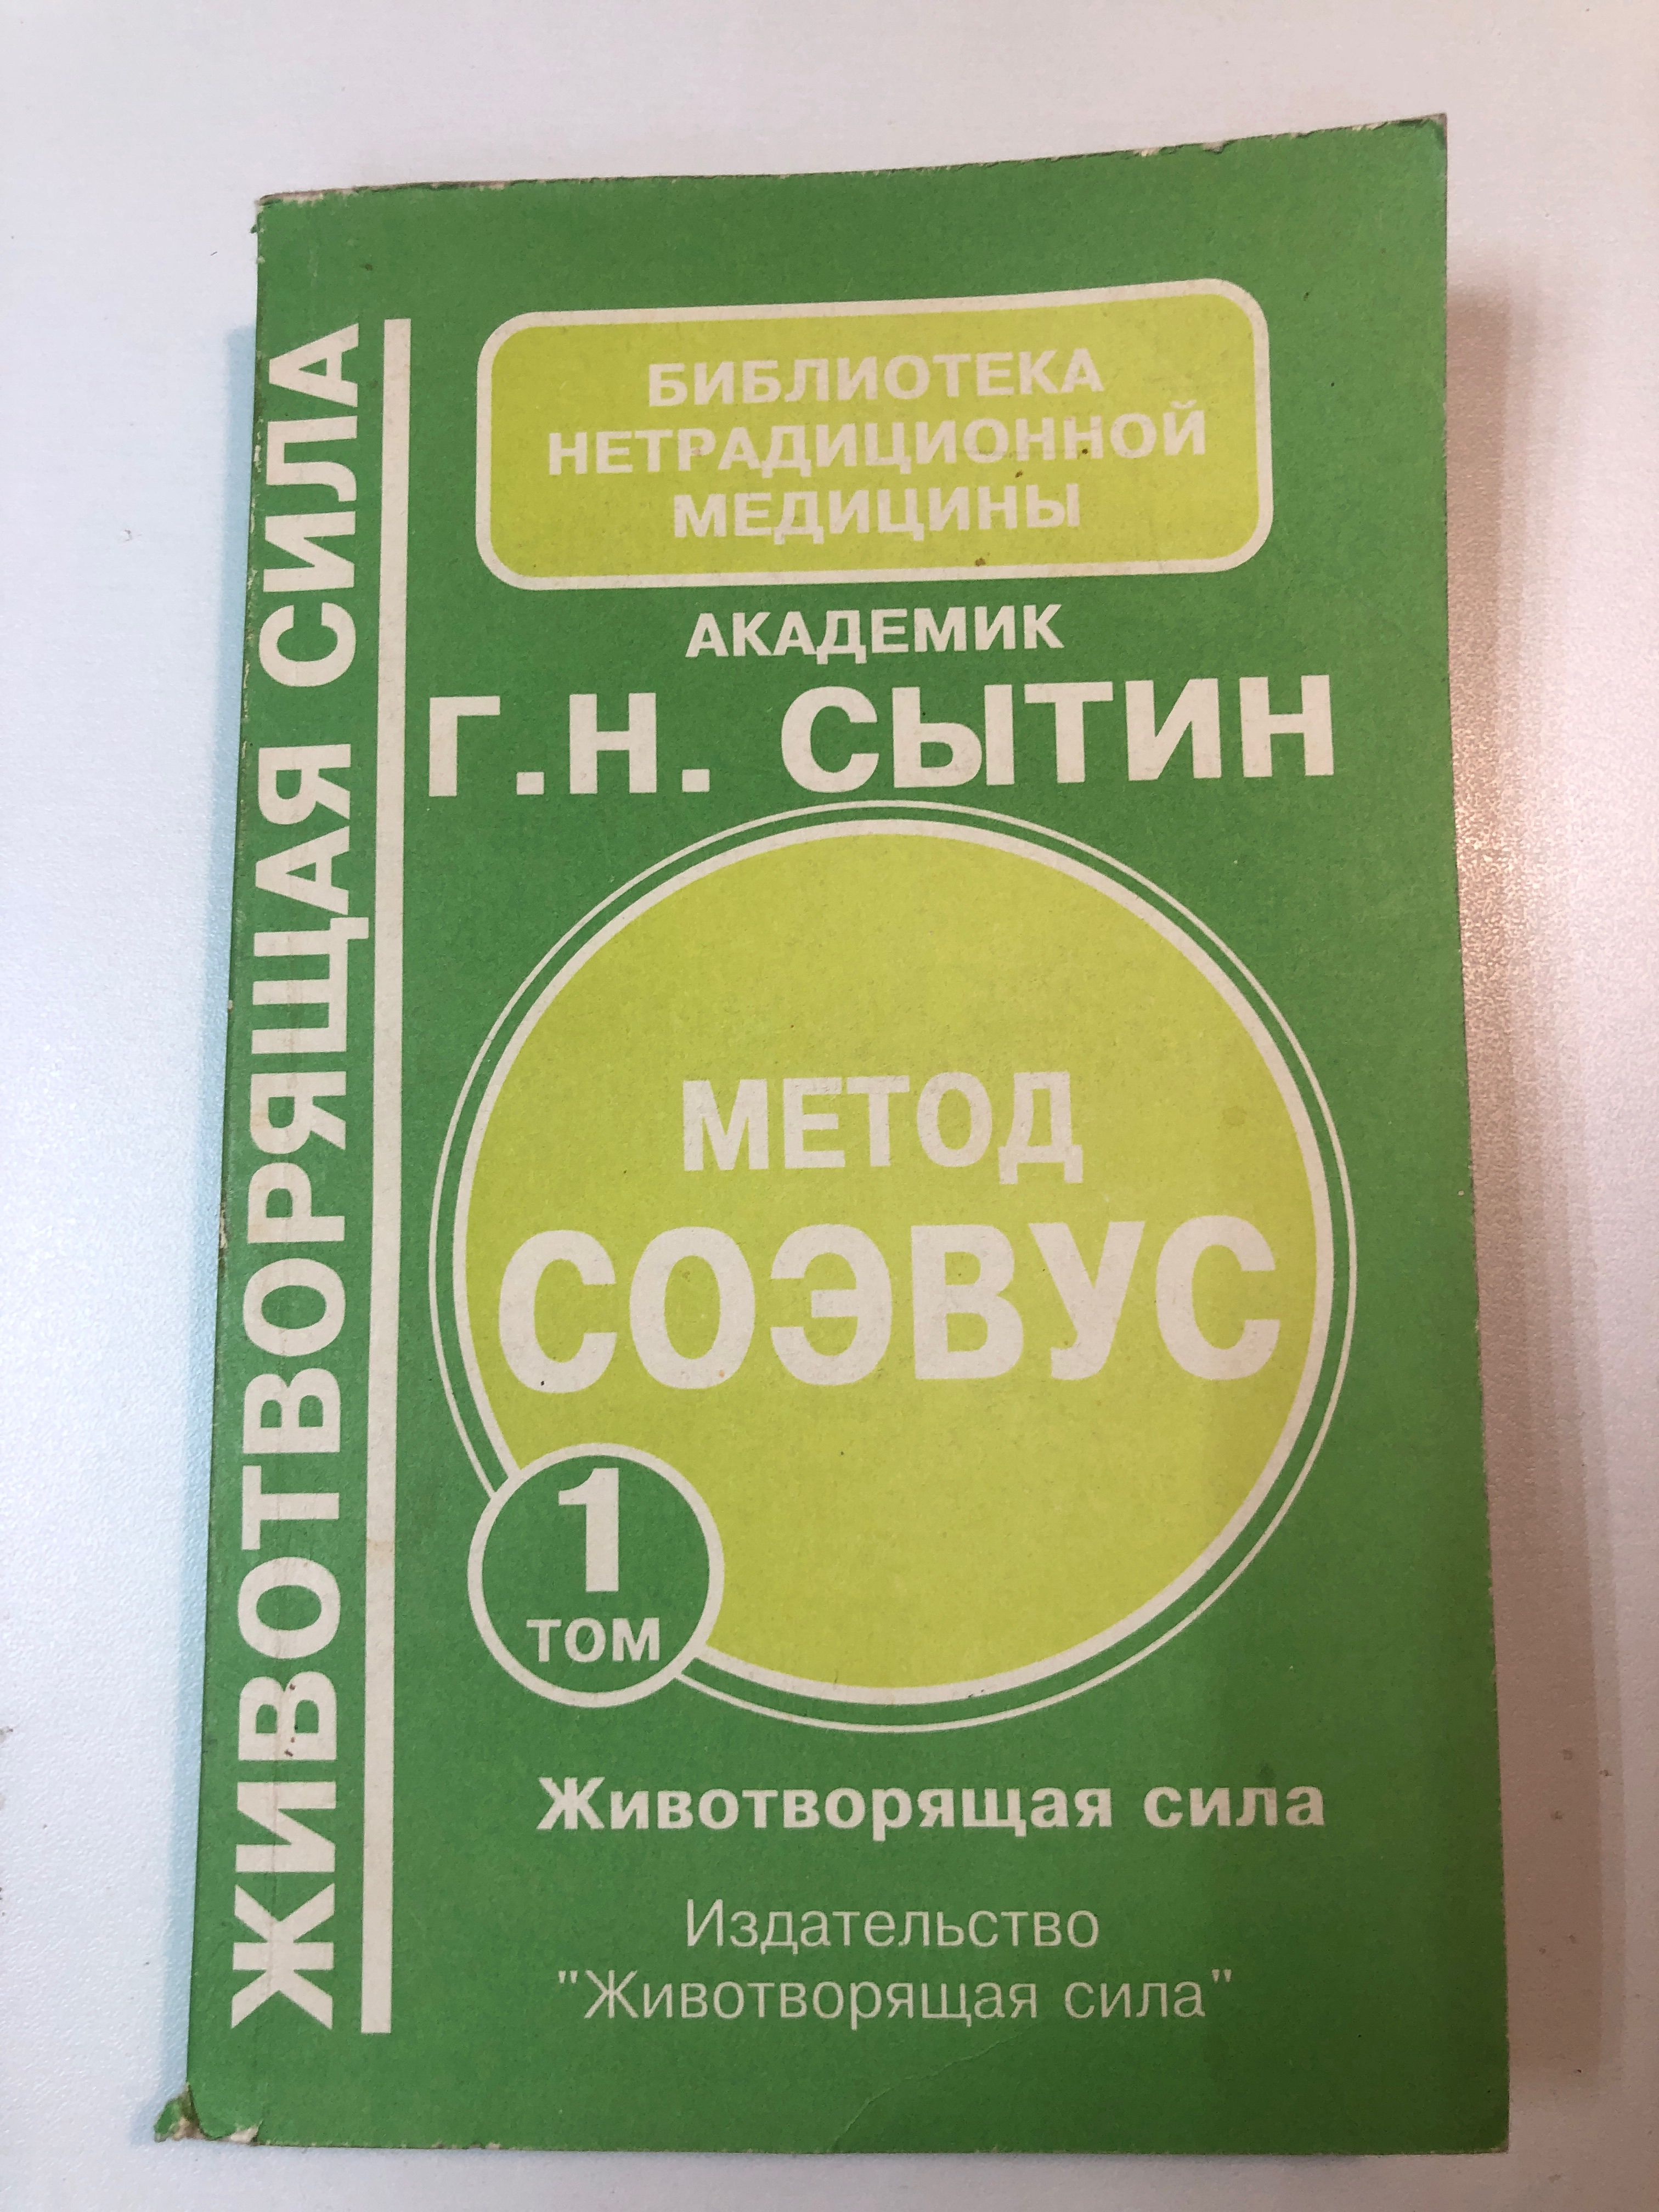 ЖИВОТВОРЯЩАЯ СИЛА
БИБЛИОТЕКА
НЕТРАДИЦИОННОЙ
МЕДИЦИНЫ
АКАДЕМИК
Г.Н. СЫТИН
МЕТОД
СОЭВУС
1
ТОМ
Животворящая сила
Издательство
"Животворящая сила"